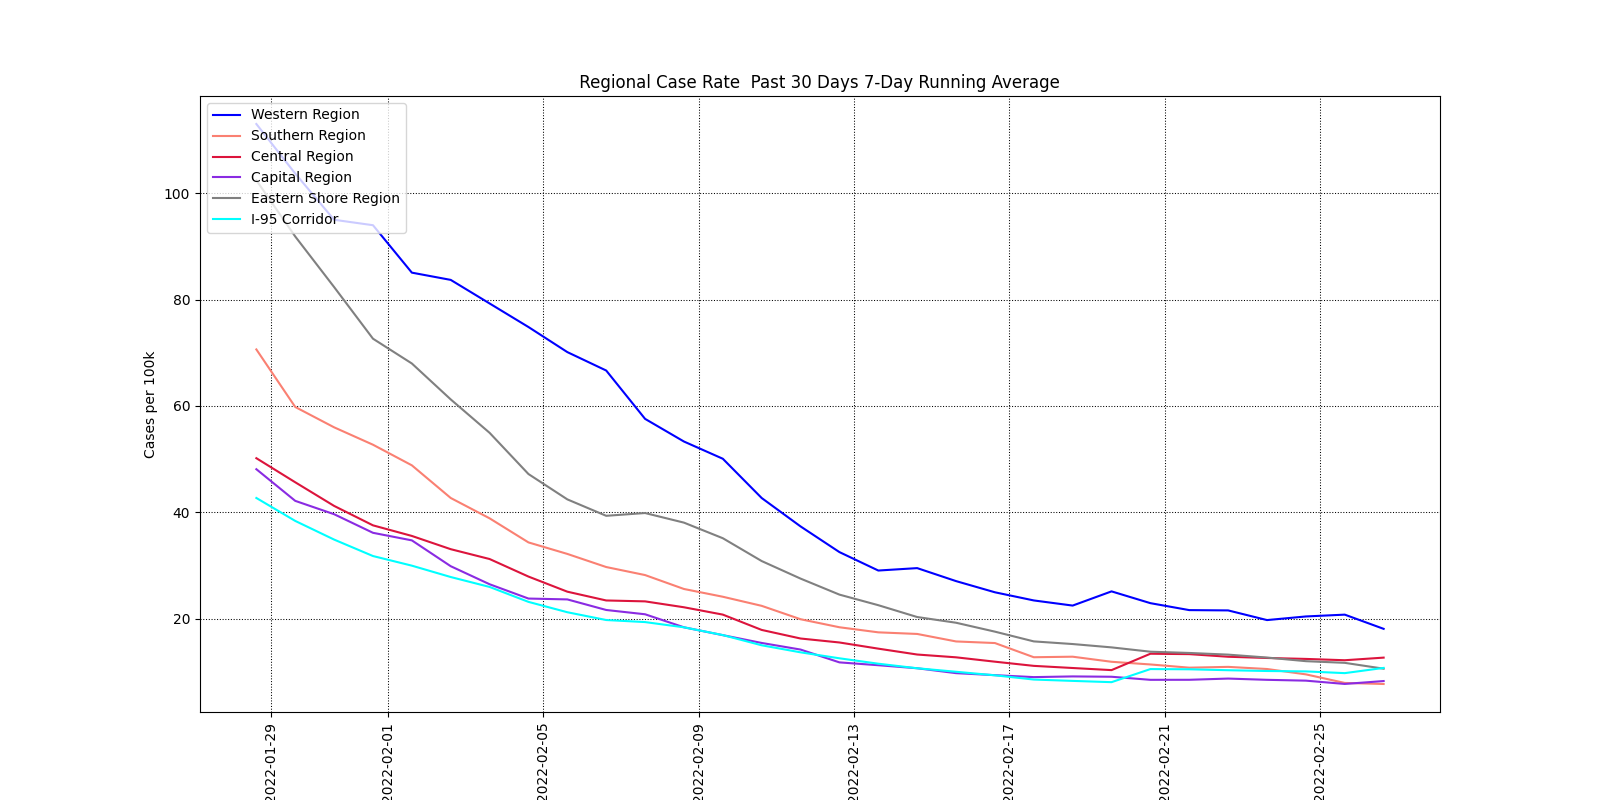 Regional Case Rate  Past 30 Days 7-Day Running Average
Western Region
Southern Region
Central Region
Capital Region
Eastern Shore Region
I-95 Corridor
Cases per 100k
100
80
60
40
20
2022-01-29
2022-02-01
2022-02-05
2022-02-09
2022-02-13
2022-02-17
2022-02-21
2022-02-25